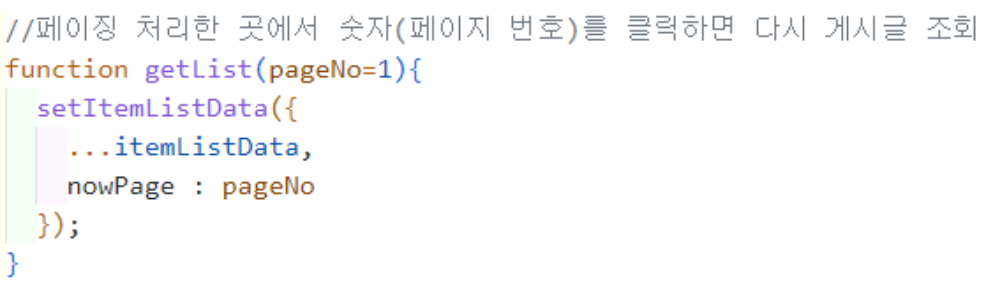 //페이징 처리한 곳에서 숫자(페이지 번호)를 클릭하면 다시 게시글 조회
function getList(pageNo=1){
  setItemListData({
    ...itemListData,
    nowPage : pageNo
  });
}